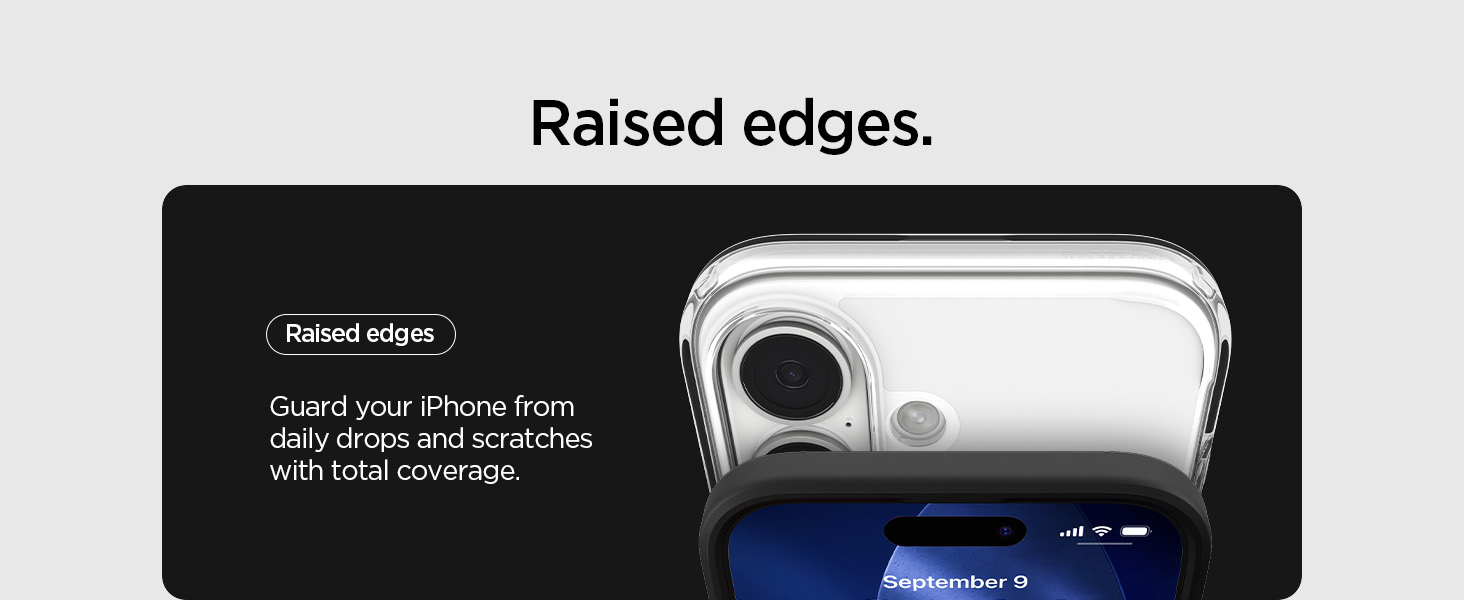 Raised edges.
Raised edges
Guard your iPhone from
daily drops and scratches
with total coverage.
September 9